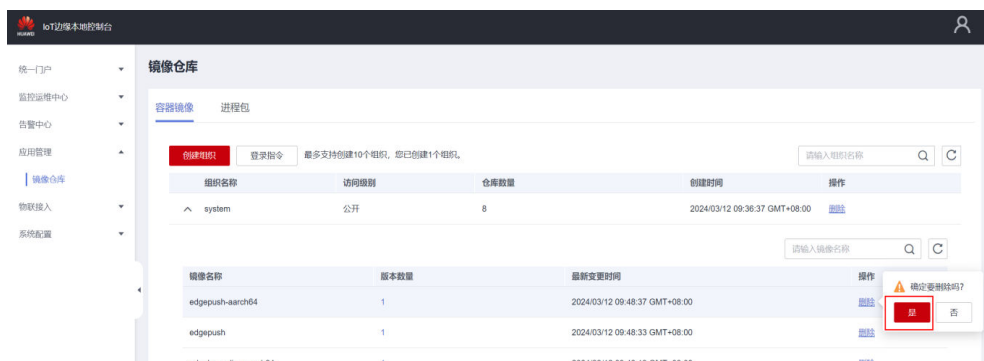 HUAWEI IoT边缘本地控制台
统一门户
监控运维中心
告警中心
应用管理
镜像仓库
物联接入
系统配置
镜像仓库
容器镜像 进程包
创建组织 登录指令 最多支持创建10个组织，您已创建1个组织。 请输入组织名称
组织名称 访问级别 仓库数量 创建时间 操作
system 公开 8 2024/03/12 09:36:37 GMT+08:00 删除
请输入镜像名称
镜像名称 版本数量 最新变更时间 操作
确定要删除吗?
edgepush-aarch64 1 2024/03/12 09:48:37 GMT+08:00 删除
是 否
edgepush 1 2024/03/12 09:48:33 GMT+08:00 删除